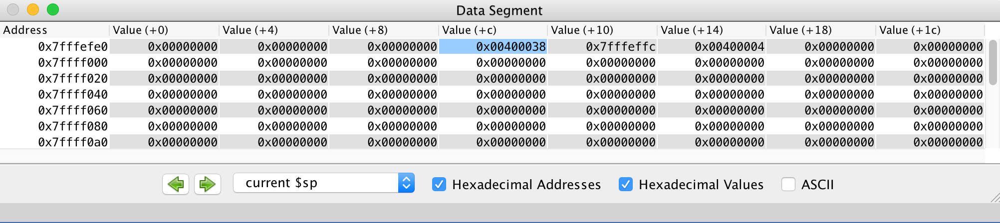 Data Segment
Address Value (+0) Value (+4) Value (+8) Value (+c) Value (+10) Value (+14) Value (+18) Value (+1c)
0x7fffefe0 0x00000000 0x00000000 0x00000000 0x00400038 0x7fffeffc 0x00400004 0x00000000 0x00000000
0x7ffff000 0x00000000 0x00000000 0x00000000 0x00000000 0x00000000 0x00000000 0x00000000 0x00000000
0x7ffff020 0x00000000 0x00000000 0x00000000 0x00000000 0x00000000 0x00000000 0x00000000 0x00000000
0x7ffff040 0x00000000 0x00000000 0x00000000 0x00000000 0x00000000 0x00000000 0x00000000 0x00000000
0x7ffff060 0x00000000 0x00000000 0x00000000 0x00000000 0x00000000 0x00000000 0x00000000 0x00000000
0x7ffff080 0x00000000 0x00000000 0x00000000 0x00000000 0x00000000 0x00000000 0x00000000 0x00000000
0x7ffff0a0 0x00000000 0x00000000 0x00000000 0x00000000 0x00000000 0x00000000 0x00000000 0x00000000
current $sp Hexadecimal Addresses Hexadecimal Values ASCII